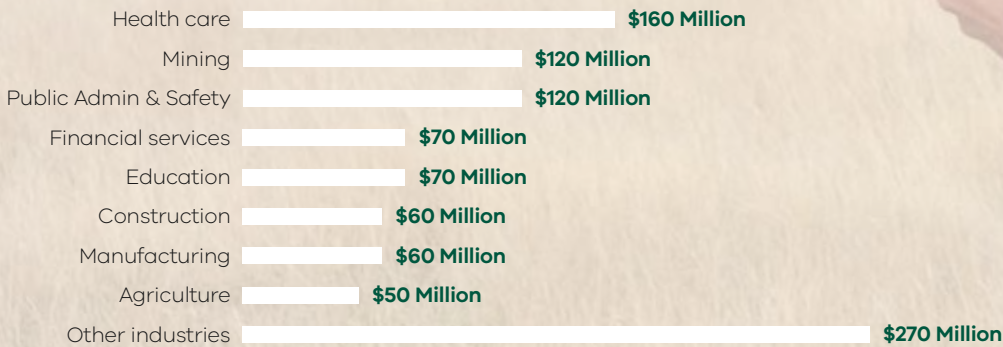 Health care $160 Million
Mining $120 Million
Public Admin & Safety $120 Million
Financial services $70 Million
Education $70 Million
Construction $60 Million
Manufacturing $60 Million
Agriculture $50 Million
Other industries $270 Million